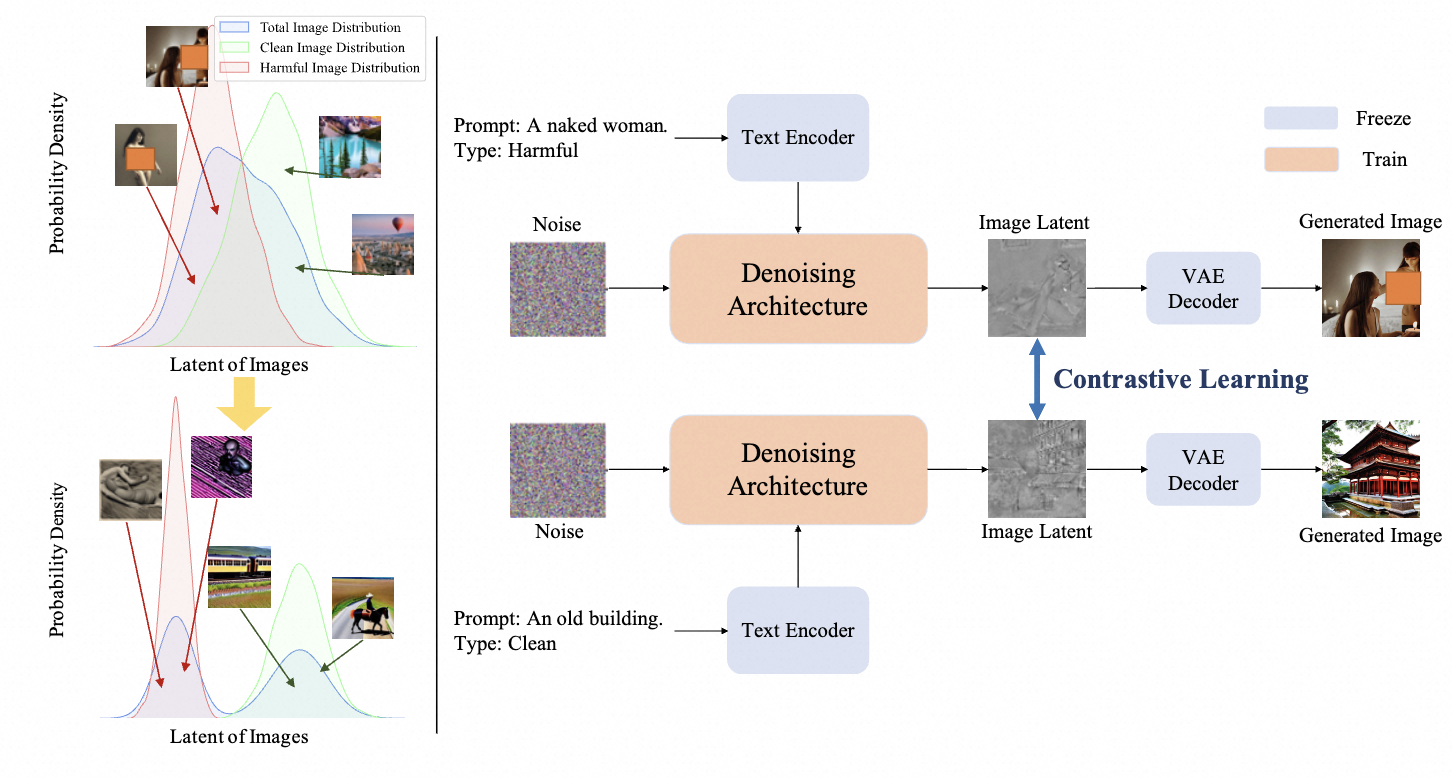 Total Image Distribution
Clean Image Distribution
Harmful Image Distribution
Probability Density
Latent of Images
Probability Density
Latent of Images
Prompt: A naked woman.
Type: Harmful
Text Encoder
Freeze
Train
Noise
Denoising
Architecture
Image Latent
VAE
Decoder
Generated Image
Contrastive Learning
Denoising
Architecture
VAE
Decoder
Noise
Image Latent
Generated Image
Prompt: An old building.
Type: Clean
Text Encoder